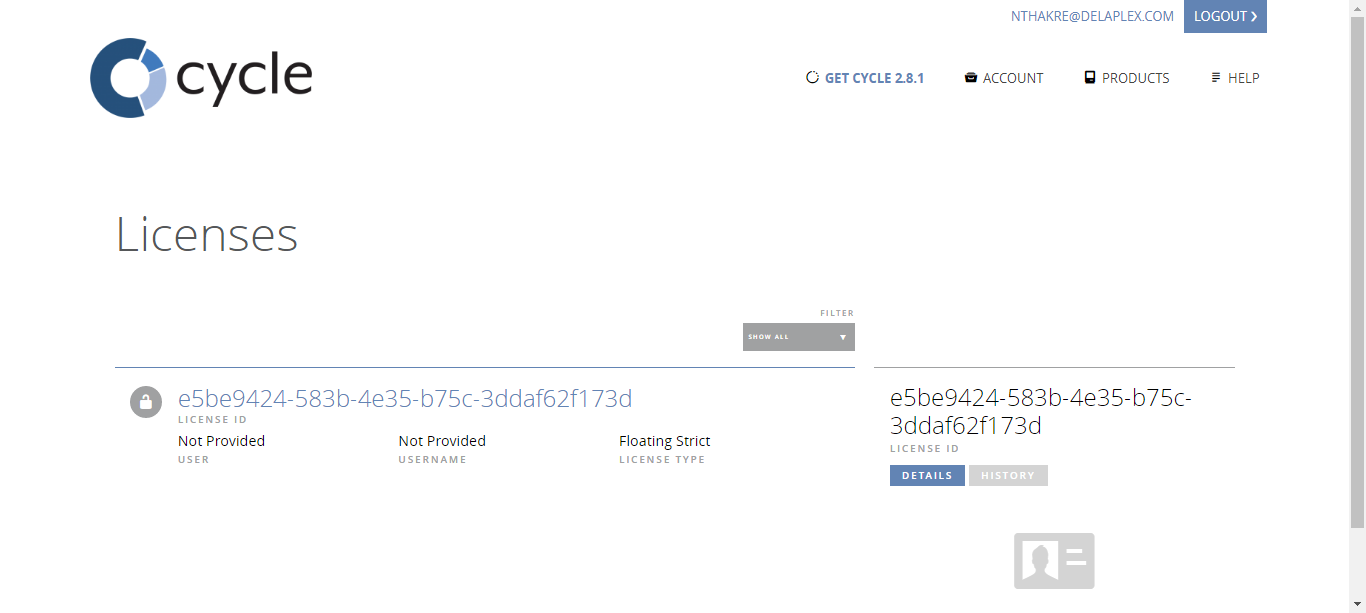 NTHAKRE@DELAPLEX.COM LOGOUT ❯
cycle
GET CYCLE 2.8.1 ACCOUNT PRODUCTS HELP
Licenses
FILTER
SHOW ALL ▼
e5be9424-583b-4e35-b75c-3ddaf62f173d
LICENSE ID
Not Provided Not Provided Floating Strict
USER USERNAME LICENSE TYPE
e5be9424-583b-4e35-b75c-
3ddaf62f173d
LICENSE ID
DETAILS HISTORY